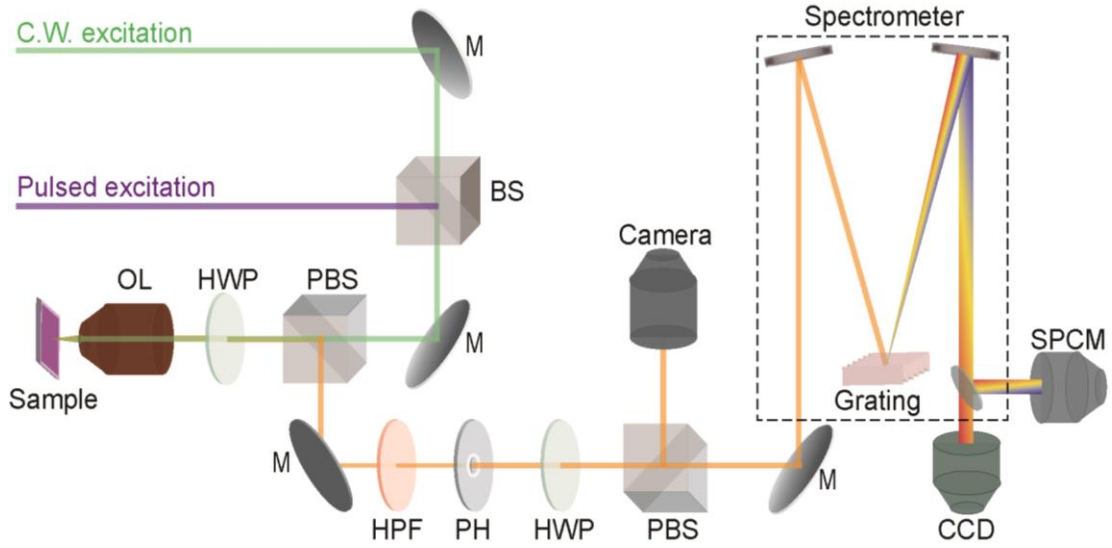 Spectrometer
C.W. excitation
M
Pulsed excitation
BS
Camera
OL
HWP
PBS
M
SPCM
Sample
Grating
M
M
HPF
PH
HWP
PBS
CCD